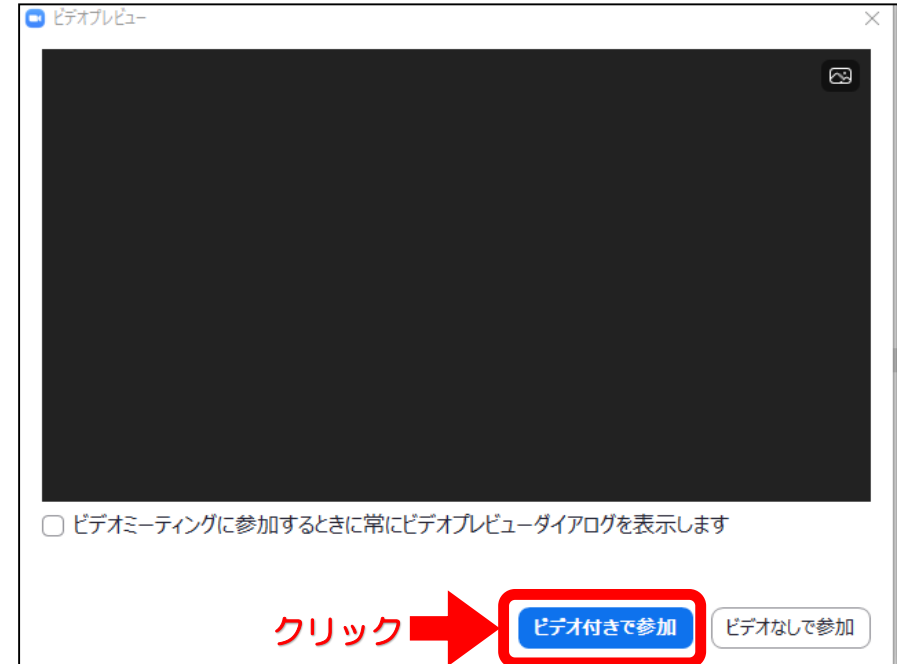 ビデオプレビュー
ビデオミーティングに参加するときに常にビデオプレビューダイアログを表示します
クリック
ビデオ付きで参加
ビデオなしで参加